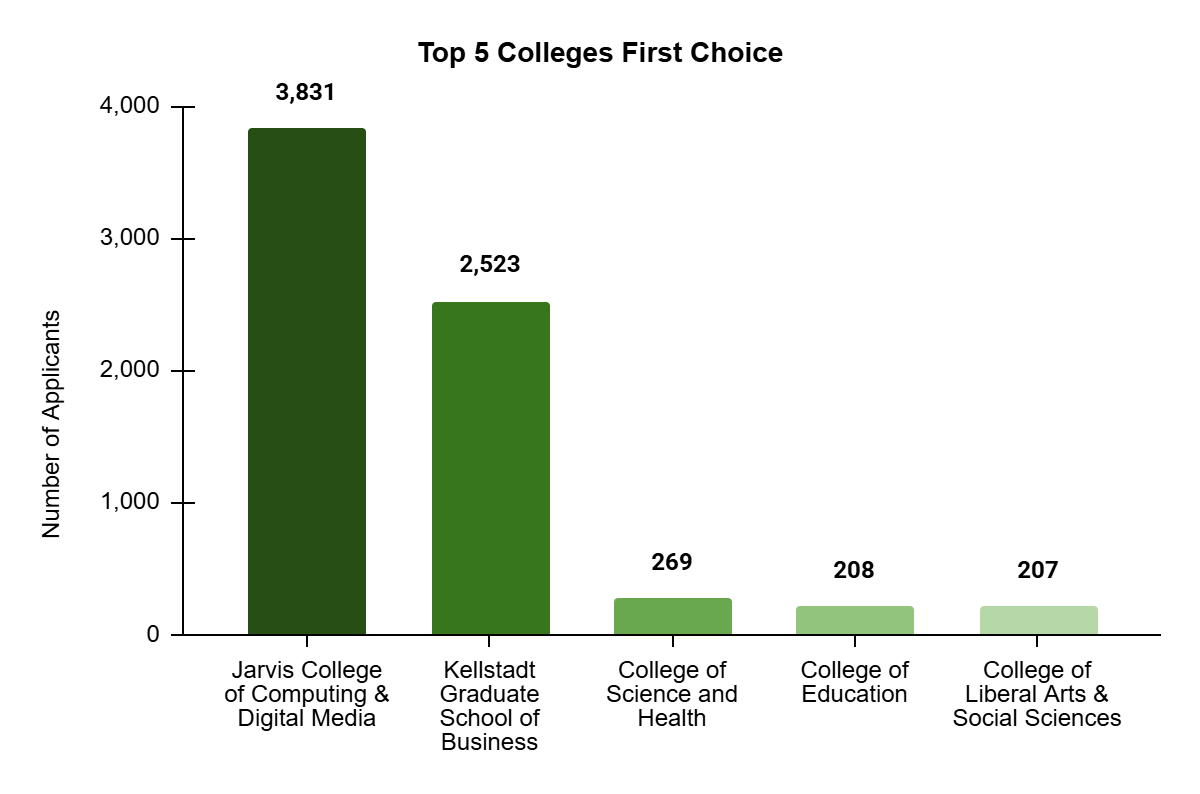 Top 5 Colleges First Choice
3,831
4,000
3,000
2,523
2,000
Number of Applicants
1,000
269
208
207
0
Jarvis College
of Computing &
Digital Media
Kellstadt
Graduate
School of
Business
College of
Science and
Health
College of
Education
College of
Liberal Arts &
Social Sciences